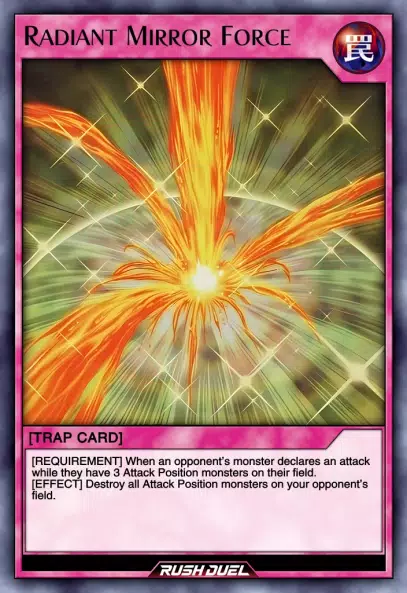 Radiant Mirror Force
罠
[TRAP CARD]
[REQUIREMENT] When an opponent's monster declares an attack
while they have 3 Attack Position monsters on their field.
[EFFECT] Destroy all Attack Position monsters on your opponent's
field.
RUSH DUEL